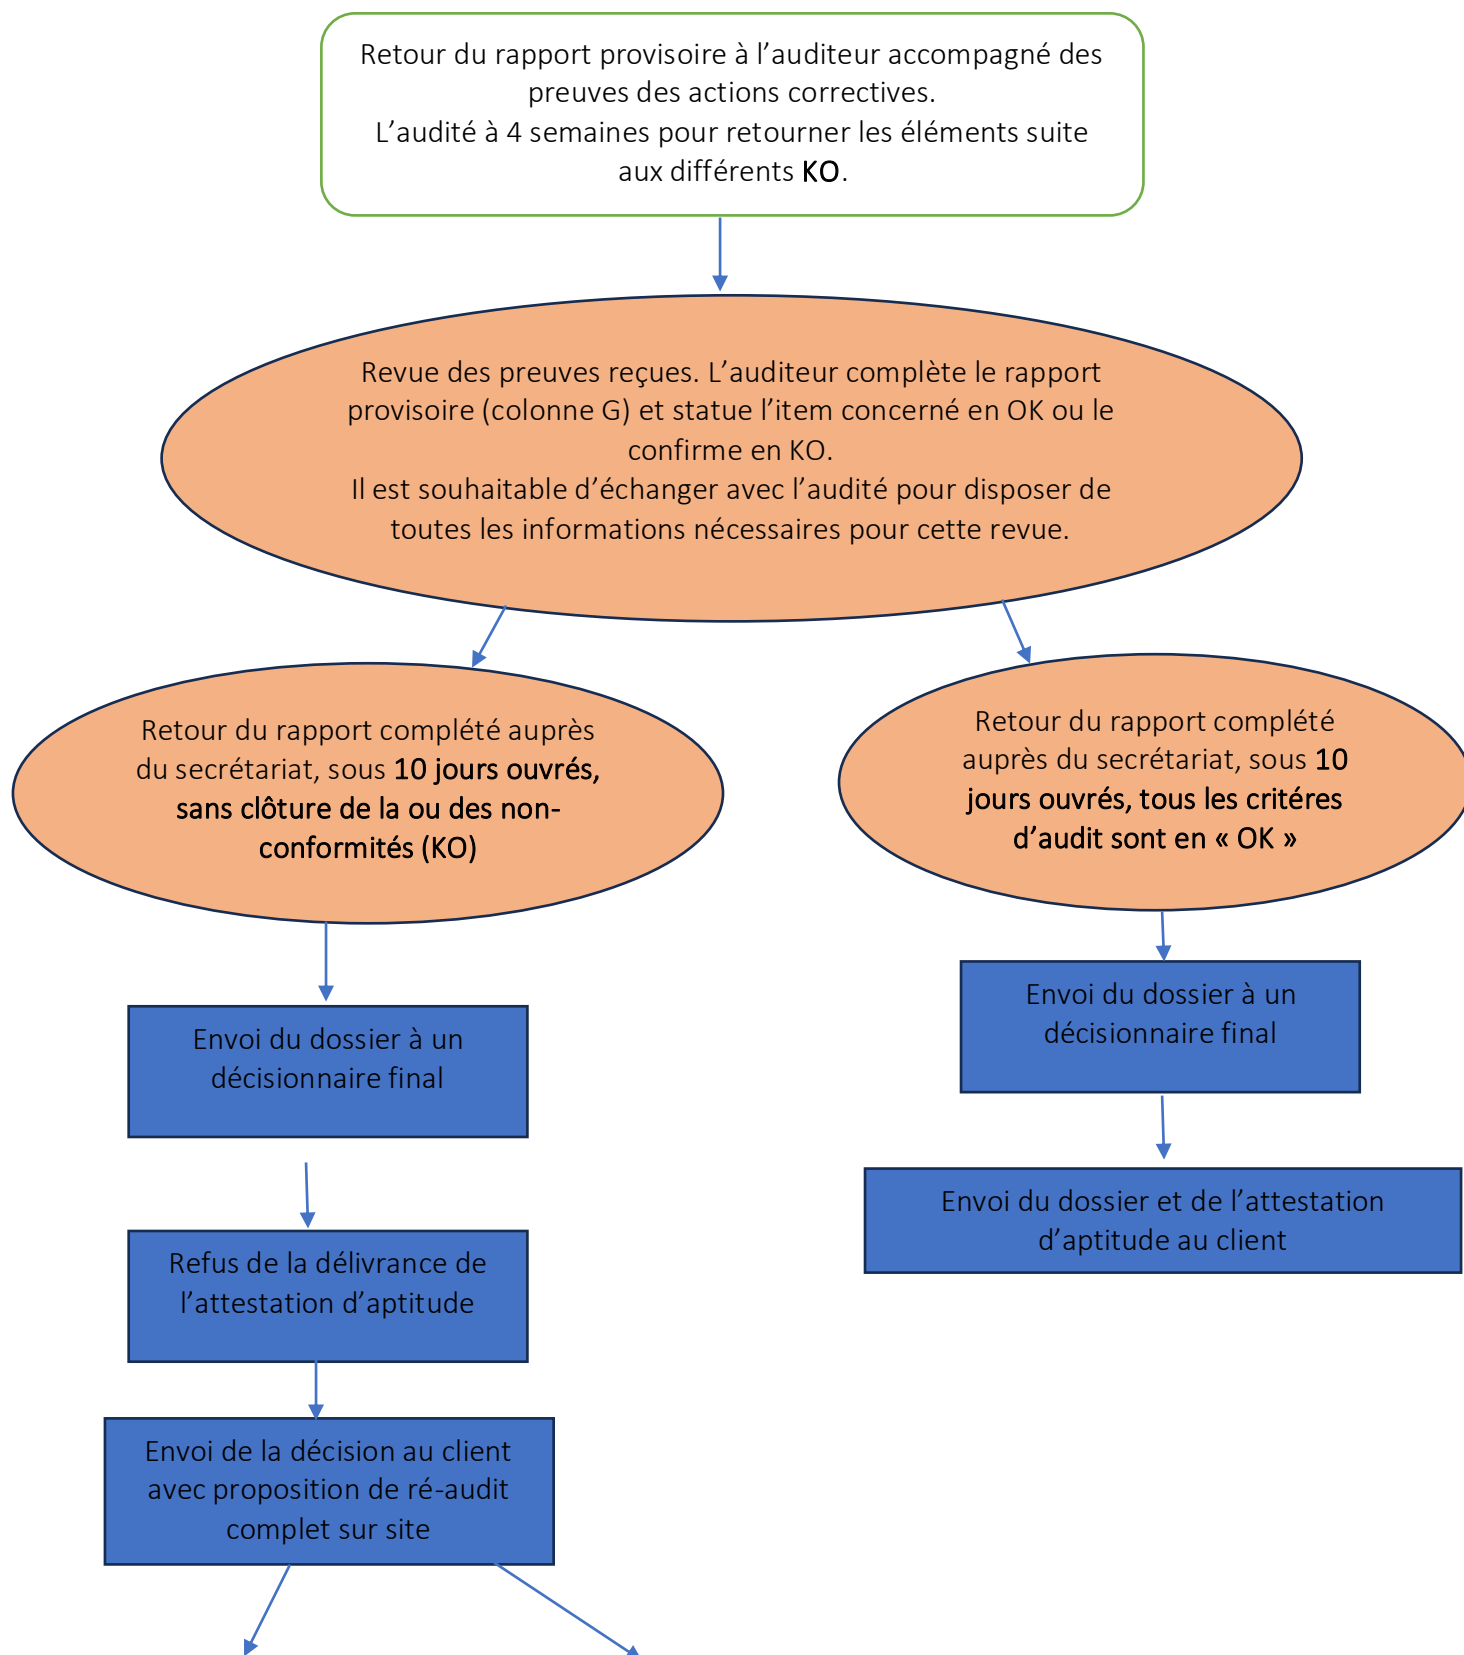 Retour du rapport provisoire à l’auditeur accompagné des
preuves des actions correctives.
L’audité à 4 semaines pour retourner les éléments suite
aux différents KO.
Revue des preuves reçues. L’auditeur complète le rapport
provisoire (colonne G) et statue l’item concerné en OK ou le
confirme en KO.
Il est souhaitable d’échanger avec l’audité pour disposer de
toutes les informations nécessaires pour cette revue.
Retour du rapport complété auprès
du secrétariat, sous 10 jours ouvrés,
sans clôture de la ou des non-
conformités (KO)
Envoi du dossier à un
décisionnaire final
Refus de la délivrance de
l’attestation d’aptitude
Envoi de la décision au client
avec proposition de ré-audit
complet sur site
Retour du rapport complété
auprès du secrétariat, sous 10
jours ouvrés, tous les critéres
d’audit sont en « OK »
Envoi du dossier à un
décisionnaire final
Envoi du dossier et de l’attestation
d’aptitude au client